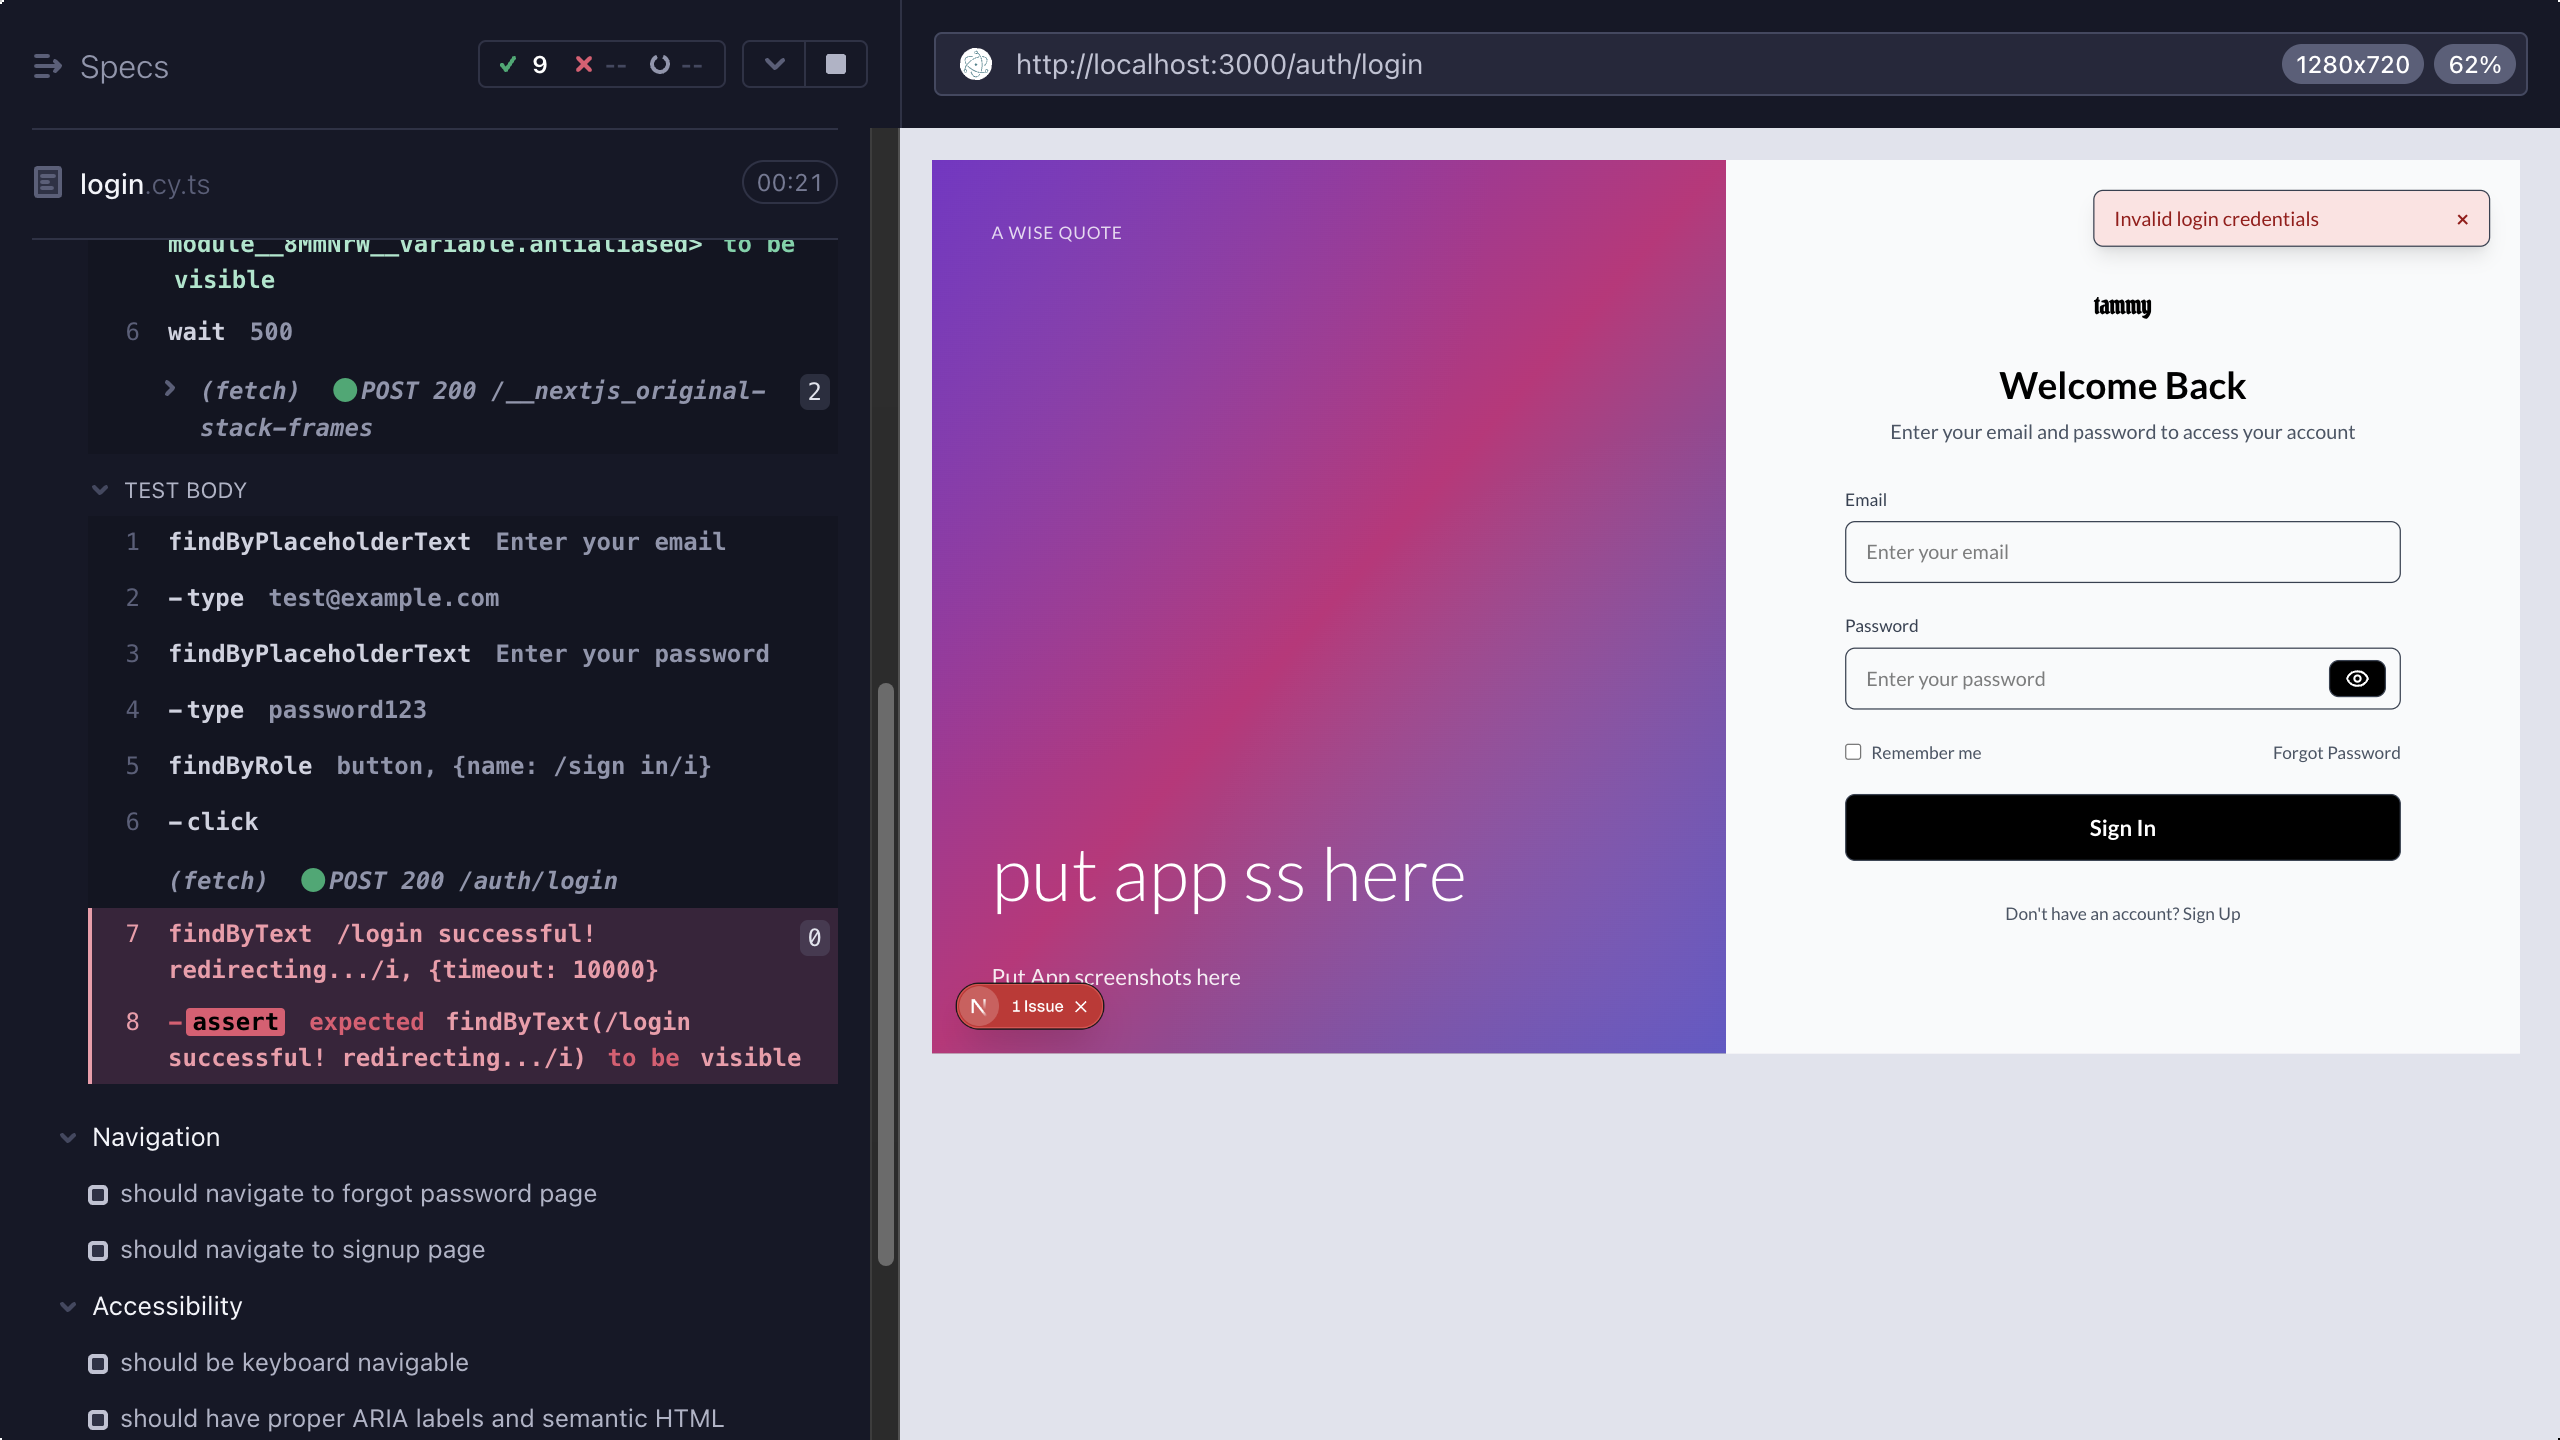 Specs
9 -- --
login.cy.ts 00:21
module__8MmNrW__variable.antialiased> to be
visible
6 wait 500
(fetch) POST 200 /__nextjs_original- 2
stack-frames
TEST BODY
1 findByPlaceholderText Enter your email
2 -type test@example.com
3 findByPlaceholderText Enter your password
4 -type password123
5 findByRole button, {name: /sign in/i}
6 -click
(fetch) POST 200 /auth/login
7 findByText /login successful! 0
redirecting.../i, {timeout: 10000}
8 -assert expected findByText(/login
successful! redirecting.../i) to be visible
Navigation
should navigate to forgot password page
should navigate to signup page
Accessibility
should be keyboard navigable
should have proper ARIA labels and semantic HTML
http://localhost:3000/auth/login 1280x720 62%
A WISE QUOTE
put app ss here
Put App screenshots here
N 1 Issue ×
Invalid login credentials ×
tammy
Welcome Back
Enter your email and password to access your account
Email
Enter your email
Password
Enter your password
Remember me Forgot Password
Sign In
Don't have an account? Sign Up